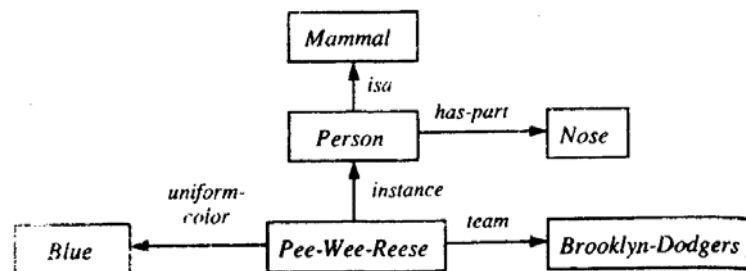 Mammal
isa
has-part
Person
Nose
uniform-
color
instance
team
Blue
Pee-Wee-Reese
Brooklyn-Dodgers